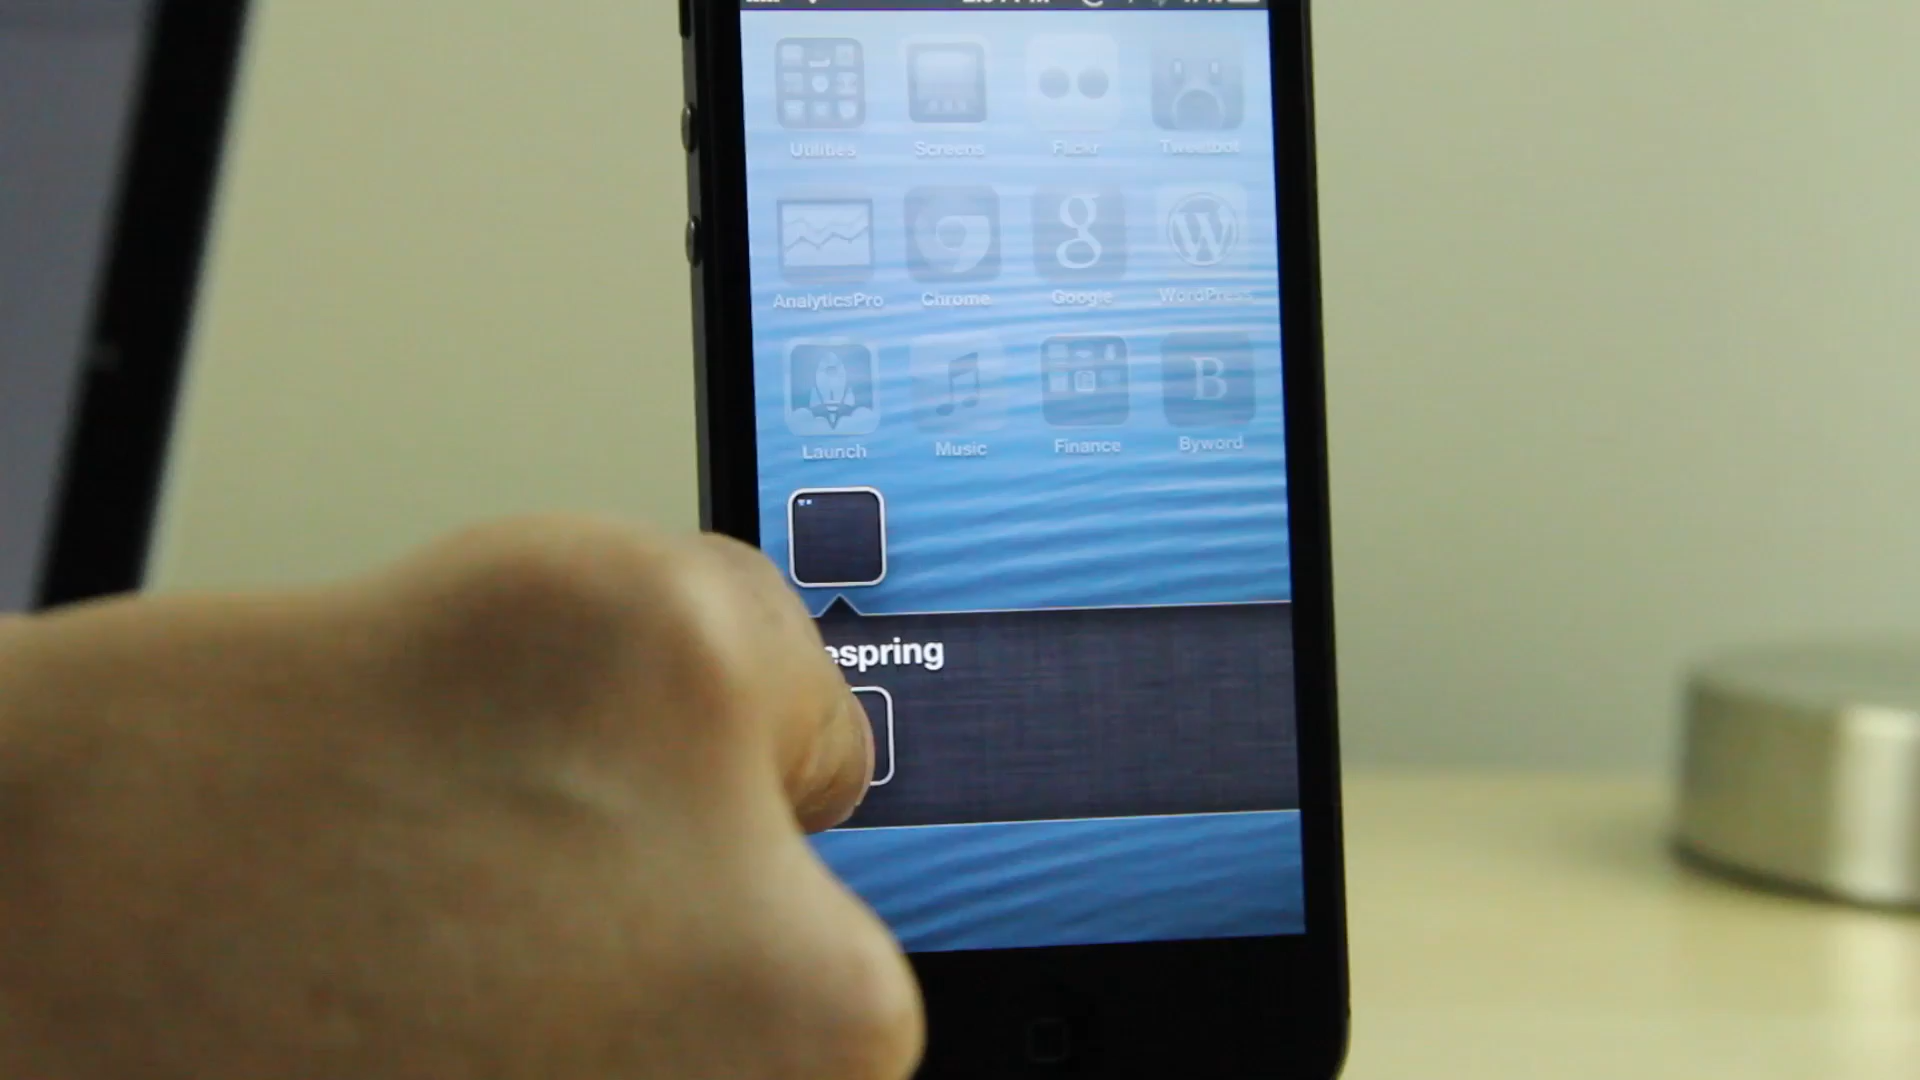 Utilities Screens Flickr Tweetbot
g W
AnalyticsPro Chrome Google WordPress
B
Launch Music Finance Byword
espring